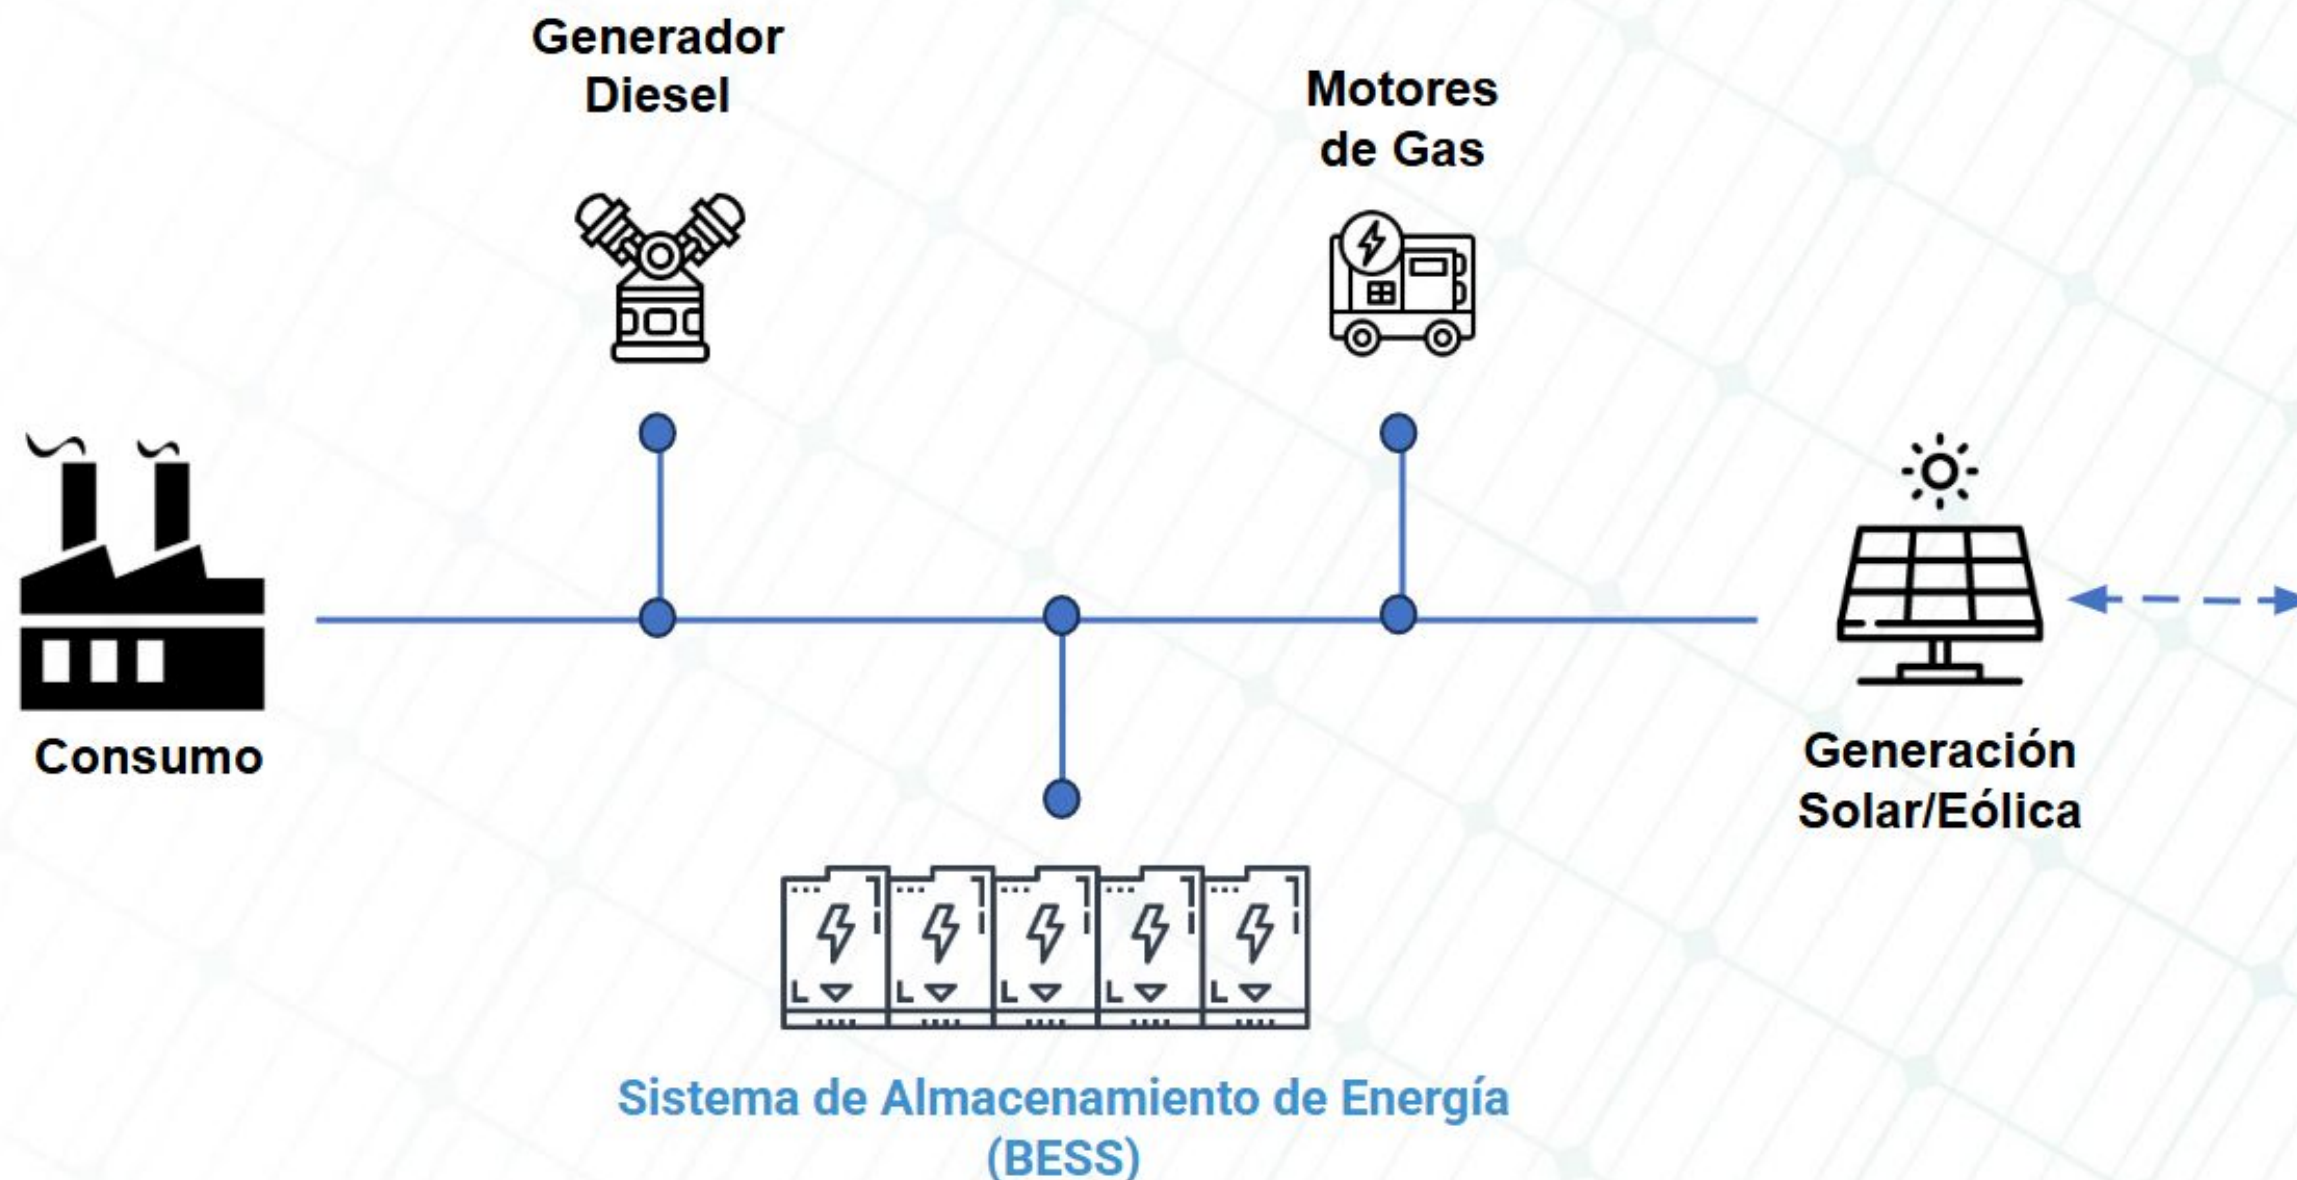 Generador
Diesel
Motores
de Gas
Consumo
Generación
Solar/Eólica
Sistema de Almacenamiento de Energía
(BESS)